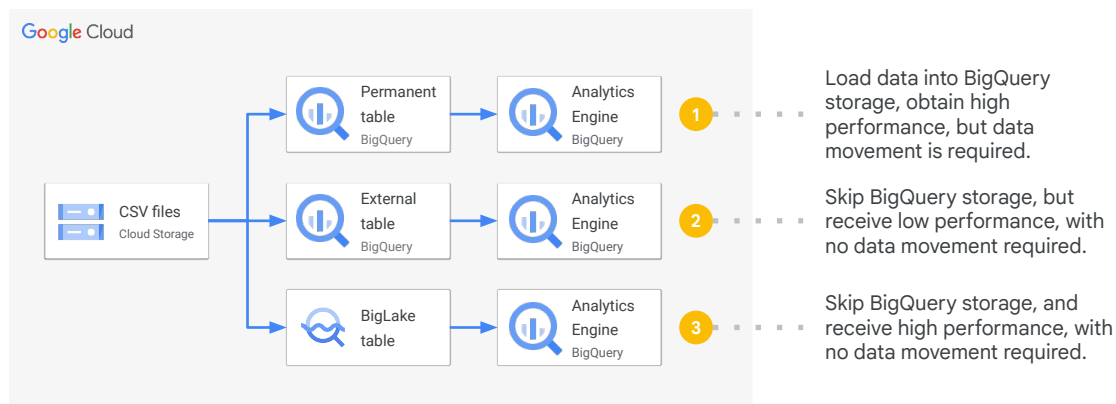 Google Cloud
CSV files
Cloud Storage
Permanent
table
BigQuery
Analytics
Engine
BigQuery
1
Load data into BigQuery
storage, obtain high
performance, but data
movement is required.
External
table
BigQuery
Analytics
Engine
BigQuery
2
Skip BigQuery storage, but
receive low performance, with
no data movement required.
BigLake
table
Analytics
Engine
BigQuery
3
Skip BigQuery storage, and
receive high performance, with
no data movement required.